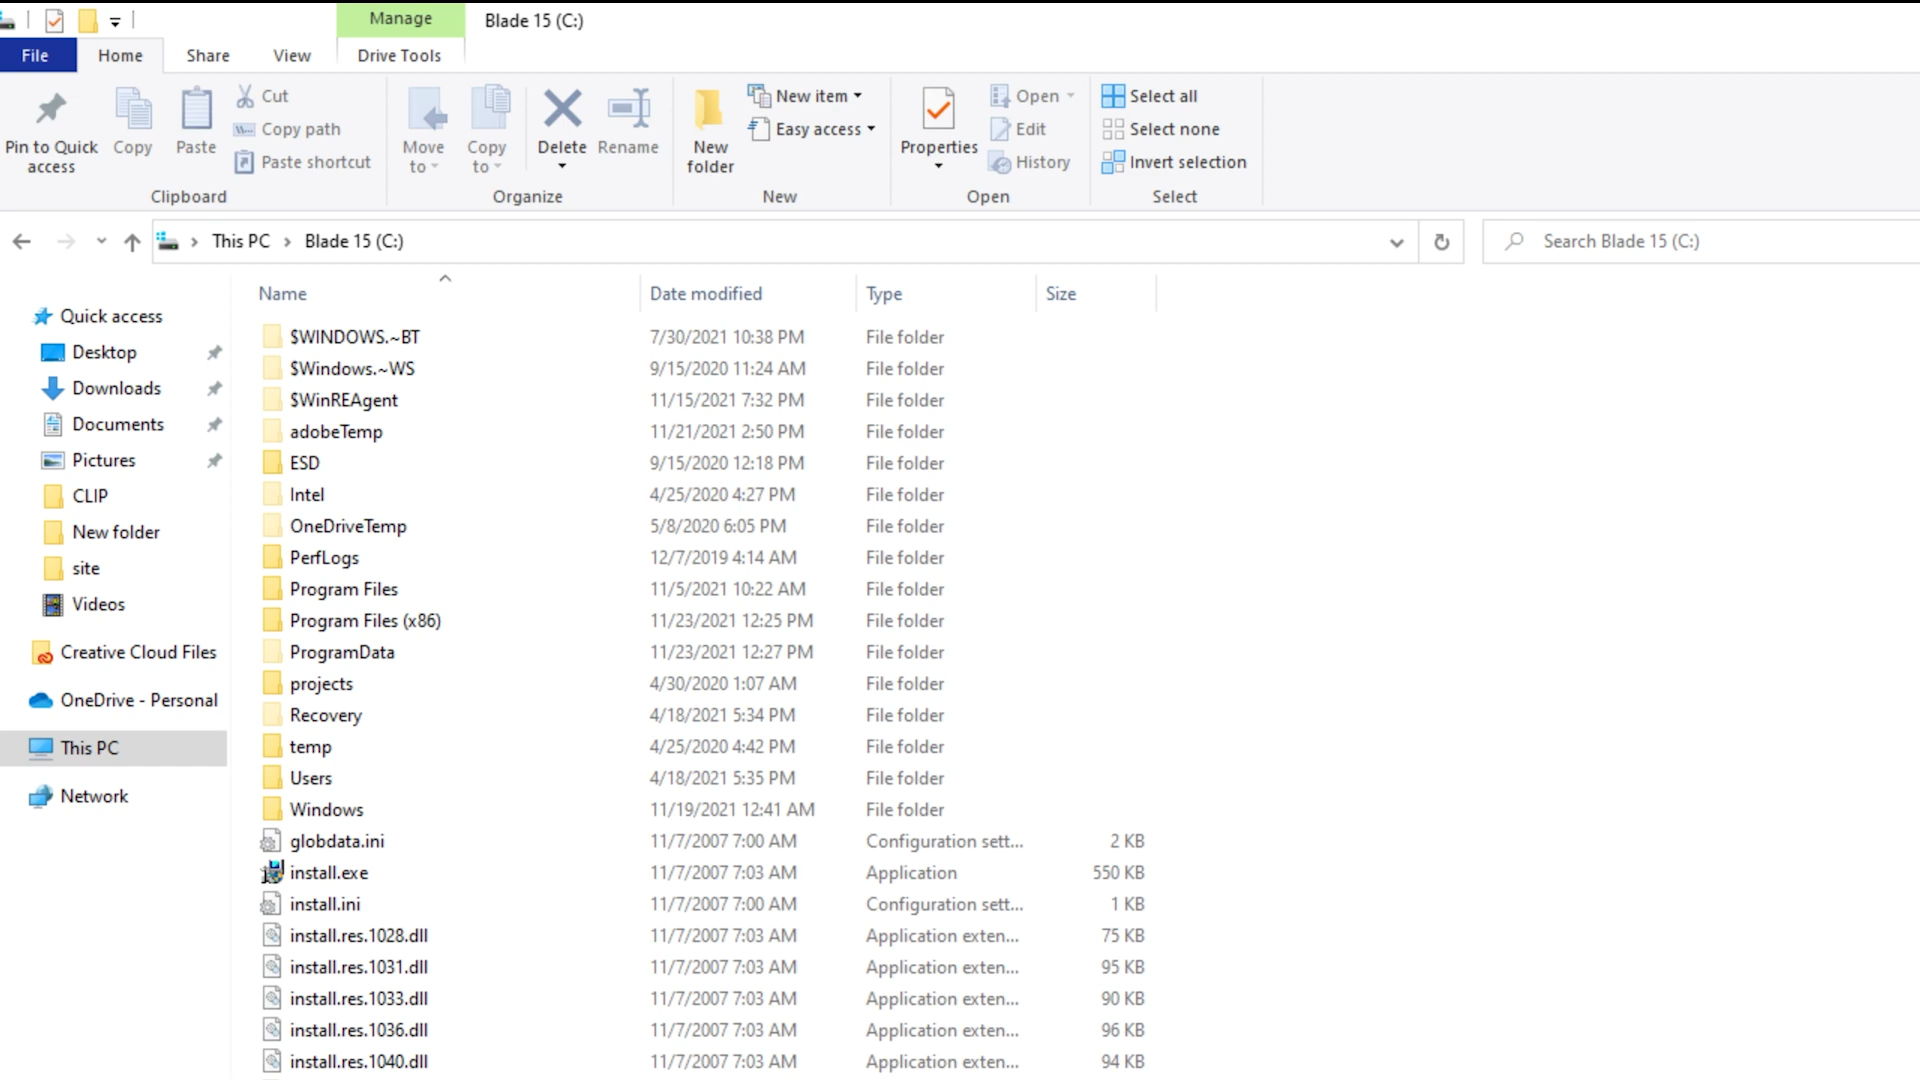 Manage
Blade 15 (C:)
File
Home
Share
View
Drive Tools
Pin to Quick access
Copy
Paste
Cut
Copy path
Paste shortcut
Clipboard
Move to
Copy to
Delete
Rename
Organize
New folder
New item
Easy access
New
Properties
Open
Edit
History
Open
Select all
Select none
Invert selection
Select
This PC
Blade 15 (C:)
Search Blade 15 (C:)
Quick access
Desktop
Downloads
Documents
Pictures
CLIP
New folder
site
Videos
Creative Cloud Files
OneDrive - Personal
This PC
Network
Name Date modified Type Size
$WINDOWS.~BT 7/30/2021 10:38 PM File folder
$Windows.~WS 9/15/2020 11:24 AM File folder
$WinREAgent 11/15/2021 7:32 PM File folder
adobeTemp 11/21/2021 2:50 PM File folder
ESD 9/15/2020 12:18 PM File folder
Intel 4/25/2020 4:27 PM File folder
OneDriveTemp 5/8/2020 6:05 PM File folder
PerfLogs 12/7/2019 4:14 AM File folder
Program Files 11/5/2021 10:22 AM File folder
Program Files (x86) 11/23/2021 12:25 PM File folder
ProgramData 11/23/2021 12:27 PM File folder
projects 4/30/2020 1:07 AM File folder
Recovery 4/18/2021 5:34 PM File folder
temp 4/25/2020 4:42 PM File folder
Users 4/18/2021 5:35 PM File folder
Windows 11/19/2021 12:41 AM File folder
globdata.ini 11/7/2007 7:00 AM Configuration sett... 2 KB
install.exe 11/7/2007 7:03 AM Application 550 KB
install.ini 11/7/2007 7:00 AM Configuration sett... 1 KB
install.res.1028.dll 11/7/2007 7:03 AM Application exten... 75 KB
install.res.1031.dll 11/7/2007 7:03 AM Application exten... 95 KB
install.res.1033.dll 11/7/2007 7:03 AM Application exten... 90 KB
install.res.1036.dll 11/7/2007 7:03 AM Application exten... 96 KB
install.res.1040.dll 11/7/2007 7:03 AM Application exten... 94 KB